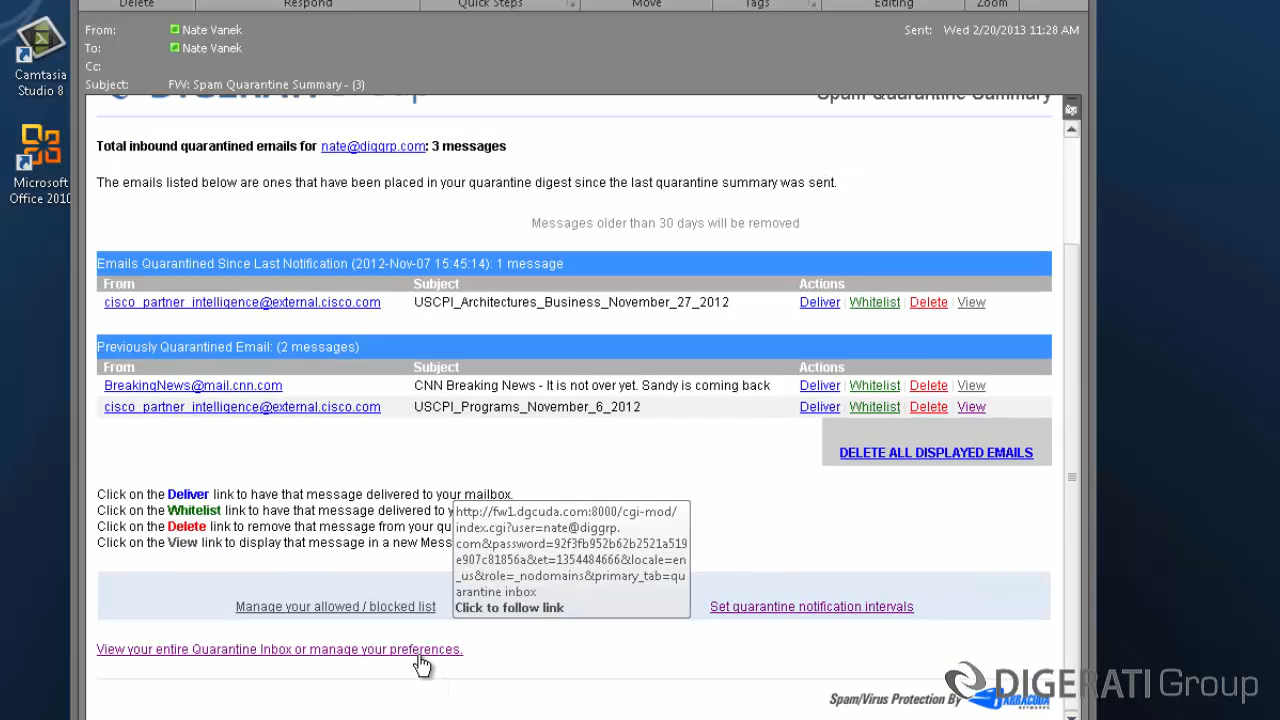 Delete Respond Quick Steps Move Tags Editing Zoom
From: Nate Vanek Sent: Wed 2/20/2013 11:28 AM
To: Nate Vanek
Cc:
Subject: FW: Spam Quarantine Summary - (3)
Camtasia
Studio 8
Microsoft
Office 2010
DIGERATI Group Spam Quarantine Summary
Total inbound quarantined emails for nate@diggrp.com: 3 messages
The emails listed below are ones that have been placed in your quarantine digest since the last quarantine summary was sent.
Messages older than 30 days will be removed
Emails Quarantined Since Last Notification (2012-Nov-07 15:45:14): 1 message
From Subject Actions
cisco_partner_intelligence@external.cisco.com USCPI_Architectures_Business_November_27_2012 Deliver | Whitelist | Delete | View
Previously Quarantined Email: (2 messages)
From Subject Actions
BreakingNews@mail.cnn.com CNN Breaking News - It is not over yet. Sandy is coming back Deliver | Whitelist | Delete | View
cisco_partner_intelligence@external.cisco.com USCPI_Programs_November_6_2012 Deliver | Whitelist | Delete | View
DELETE ALL DISPLAYED EMAILS
Click on the Deliver link to have that message delivered to your mailbox.
Click on the Whitelist link to have that message delivered to y
Click on the Delete link to remove that message from your qu
Click on the View link to display that message in a new Mess
http://fw1.dgcuda.com:8000/cgi-mod/
index.cgi?user=nate@diggrp.
com&password=92f3fb952b62b2521a519
e907c81856a&et=1354484666&locale=en
_us&role=_nodomains&primary_tab=qu
arantine inbox
Click to follow link
Manage your allowed / blocked list Set quarantine notification intervals
View your entire Quarantine Inbox or manage your preferences.
DIGERATI Group
Spam/Virus Protection By BARRACUDA
NETWORKS